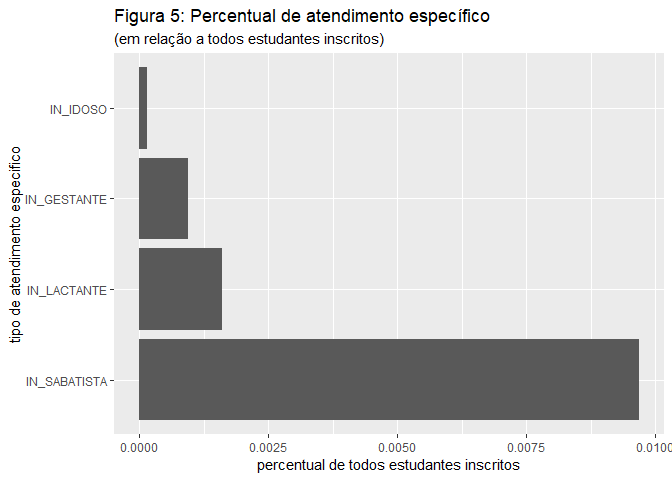 Figura 5: Percentual de atendimento específico
(em relação a todos estudantes inscritos)
tipo de atendimento específico
IN_IDOSO
IN_GESTANTE
IN_LACTANTE
IN_SABATISTA
0.0000
0.0025
0.0050
0.0075
0.0100
percentual de todos estudantes inscritos